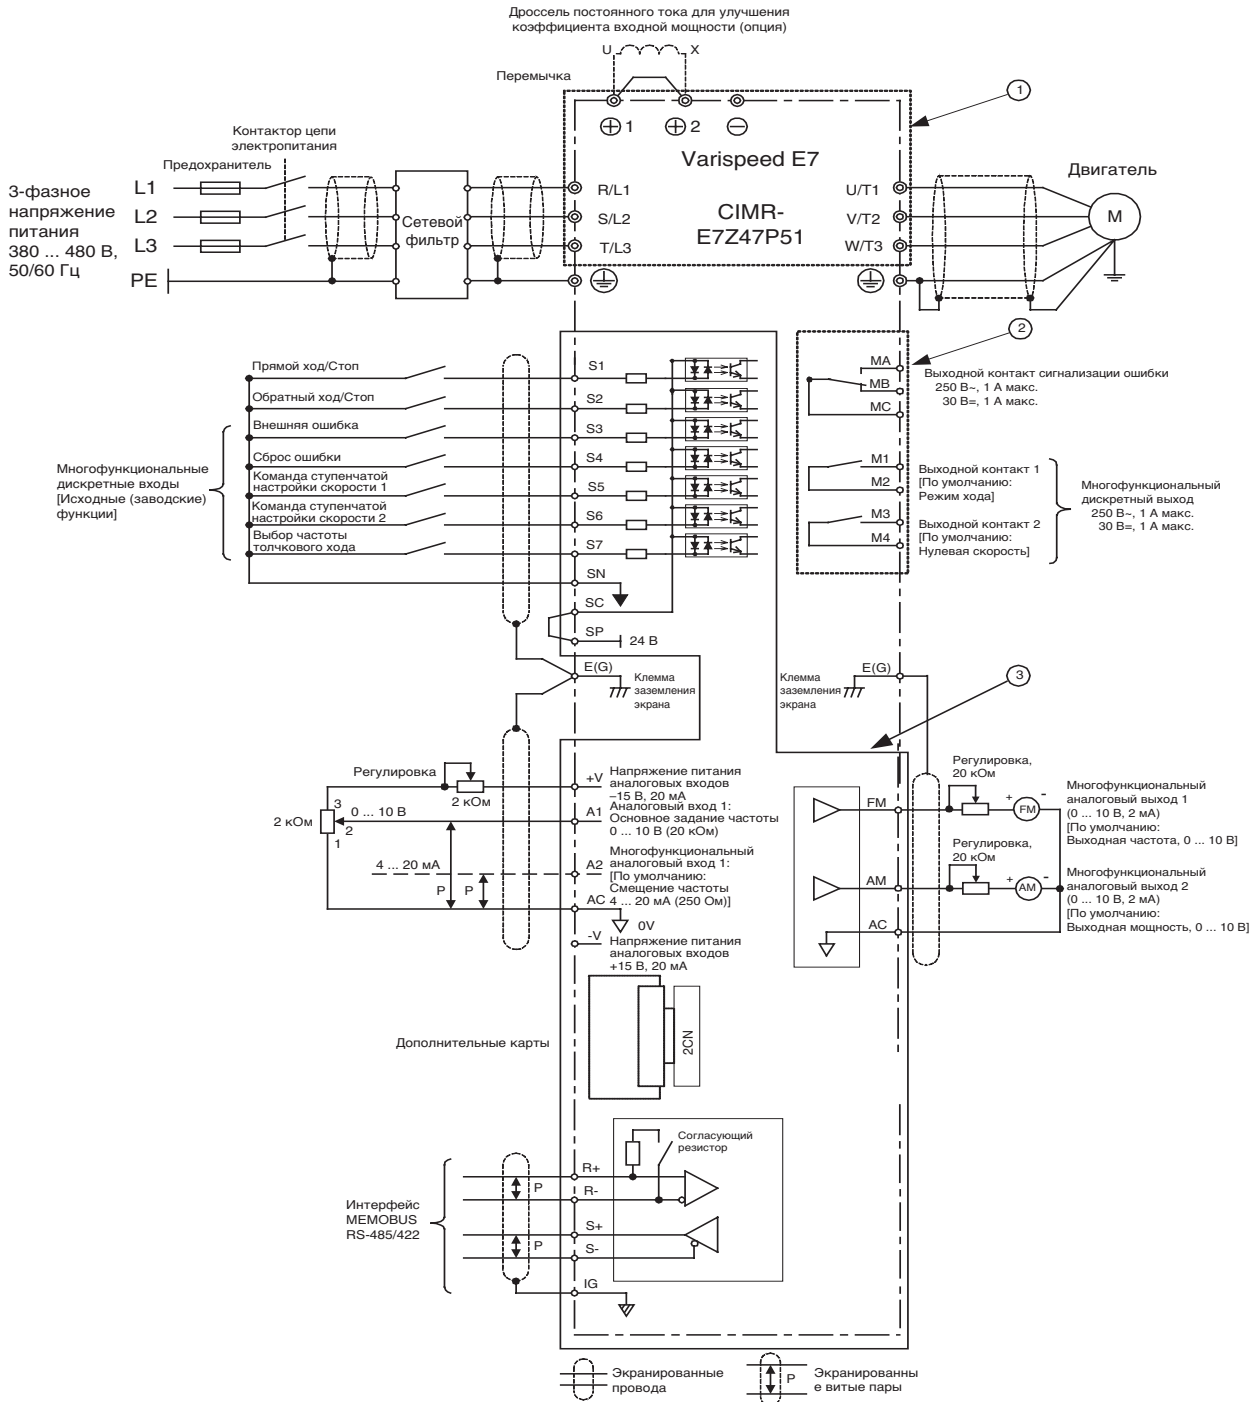 Дроссель постоянного тока для улучшения
коэффициента входной мощности (опция)
U X
Перемычка
1
1 2
Varispeed E7
CIMR-
E7Z47P51
Контактор цепи
электропитания
Предохранитель
3-фазное
напряжение
питания
380 ... 480 В,
50/60 Гц
L1
L2
L3
PE
Сетевой
фильтр
R/L1
S/L2
T/L3
U/T1
V/T2
W/T3
Двигатель
M
2
Прямой ход/Стоп
Обратный ход/Стоп
Внешняя ошибка
Сброс ошибки
Команда ступенчатой
настройки скорости 1
Команда ступенчатой
настройки скорости 2
Выбор частоты
толчкового хода
Многофункциональные
дискретные входы
[Исходные (заводские)
функции]
S1
S2
S3
S4
S5
S6
S7
SN
SC
SP
24 В
E(G)
Клемма
заземления
экрана
MA
MB
MC
M1
M2
M3
M4
Выходной контакт сигнализации ошибки
250 В~, 1 А макс.
30 В=, 1 А макс.
Выходной контакт 1
[По умолчанию:
Режим хода]
Выходной контакт 2
[По умолчанию:
Нулевая скорость]
Многофункциональный
дискретный выход
250 В~, 1 А макс.
30 В=, 1 А макс.
E(G)
Клемма
заземления
экрана
3
Регулировка
2 кОм
3
2 кОм
0 ... 10 В
2
1
4 ... 20 мА
P P
+V
Напряжение питания
аналоговых входов
–15 В, 20 мА
A1
Аналоговый вход 1:
Основное задание частоты
0 ... 10 В (20 кОм)
A2
Многофункциональный
аналоговый вход 1:
[По умолчанию:
Смещение частоты
4 ... 20 мА (250 Ом)]
AC
0V
-V
Напряжение питания
аналоговых входов
+15 В, 20 мА
FM
AM
AC
Регулировка,
20 кОм
+ FM -
Регулировка,
20 кОм
+ AM -
Многофункциональный
аналоговый выход 1
(0 ... 10 В, 2 мА)
[По умолчанию:
Выходная частота, 0 ... 10 В]
Многофункциональный
аналоговый выход 2
(0 ... 10 В, 2 мА)
[По умолчанию:
Выходная мощность, 0 ... 10 В]
Дополнительные карты
2CN
Согласующий
резистор
Интерфейс
MEMOBUS
RS-485/422
P
P
R+
R-
S+
S-
IG
Экранированные
провода
P
Экранированны
е витые пары